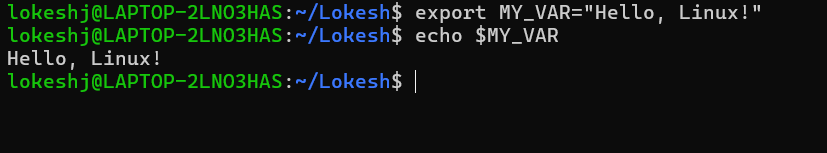 lokeshj@LAPTOP-2LNO3HAS:~/Lokesh$ export MY_VAR="Hello, Linux!"
lokeshj@LAPTOP-2LNO3HAS:~/Lokesh$ echo $MY_VAR
Hello, Linux!
lokeshj@LAPTOP-2LNO3HAS:~/Lokesh$